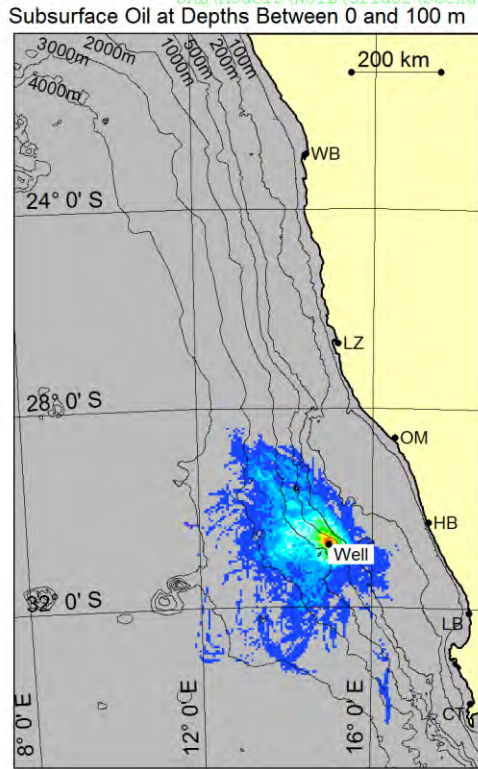 Subsurface Oil at Depths Between 0 and 100 m
3000m
2000m
1000m
500m
200m
100m
4000m
200 km
WB
24° 0' S
LZ
28° 0' S
OM
HB
Well
32° 0' S
LB
CT
8° 0' E
12° 0' E
16° 0' E